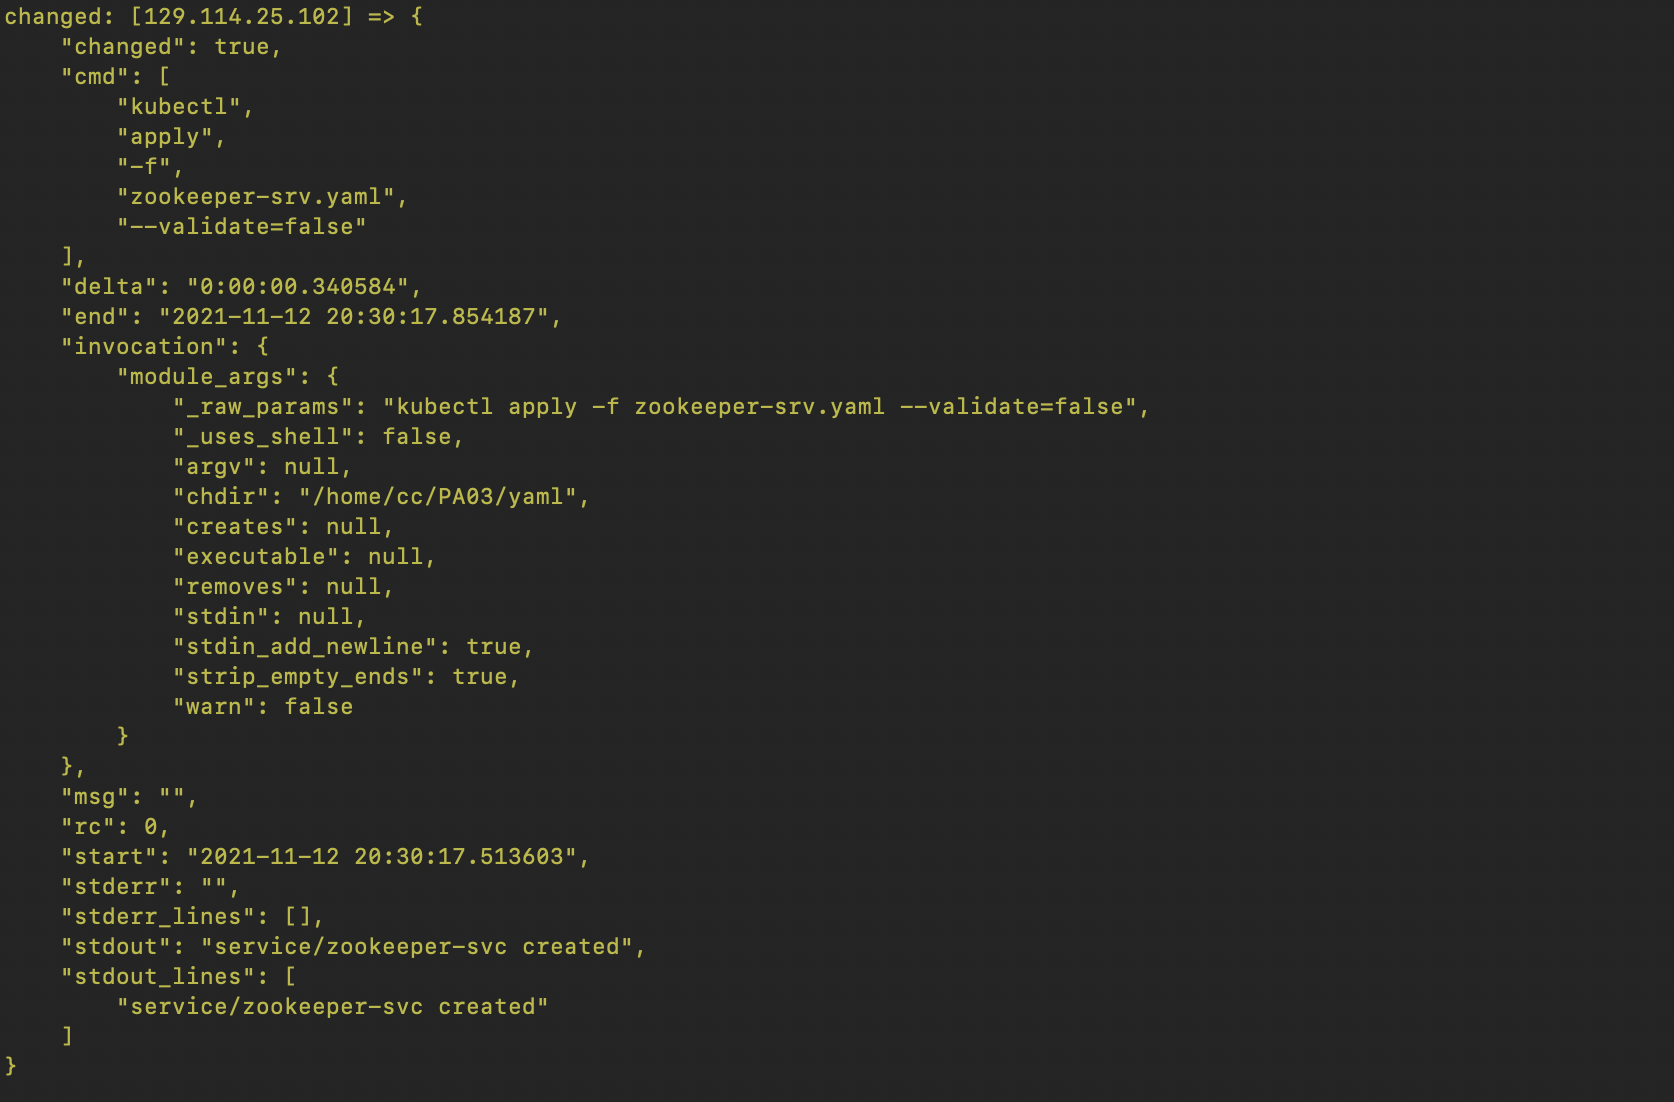 changed: [129.114.25.102] => {
    "changed": true,
    "cmd": [
        "kubectl",
        "apply",
        "-f",
        "zookeeper-srv.yaml",
        "--validate=false"
    ],
    "delta": "0:00:00.340584",
    "end": "2021-11-12 20:30:17.854187",
    "invocation": {
        "module_args": {
            "_raw_params": "kubectl apply -f zookeeper-srv.yaml --validate=false",
            "_uses_shell": false,
            "argv": null,
            "chdir": "/home/cc/PA03/yaml",
            "creates": null,
            "executable": null,
            "removes": null,
            "stdin": null,
            "stdin_add_newline": true,
            "strip_empty_ends": true,
            "warn": false
        }
    },
    "msg": "",
    "rc": 0,
    "start": "2021-11-12 20:30:17.513603",
    "stderr": "",
    "stderr_lines": [],
    "stdout": "service/zookeeper-svc created",
    "stdout_lines": [
        "service/zookeeper-svc created"
    ]
}